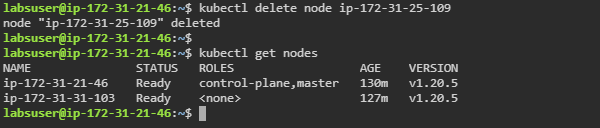 labsuser@ip-172-31-21-46:~$ kubectl delete node ip-172-31-25-109
node "ip-172-31-25-109" deleted
labsuser@ip-172-31-21-46:~$
labsuser@ip-172-31-21-46:~$ kubectl get nodes
NAME STATUS ROLES AGE VERSION
ip-172-31-21-46 Ready control-plane,master 130m v1.20.5
ip-172-31-31-103 Ready <none> 127m v1.20.5
labsuser@ip-172-31-21-46:~$